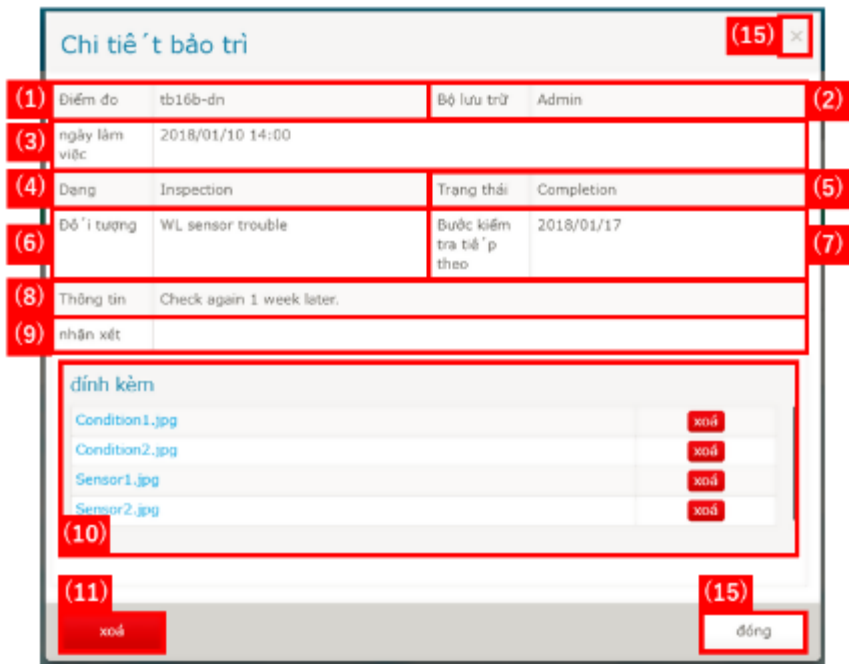 (15) ×
Chi tiế´t bảo trì
(1) Điểm đo tb16b-dn Bộ lưu trữ Admin (2)
(3) ngày làm việc 2018/01/10 14:00
(4) Dạng Inspection Trạng thái Completion (5)
(6) Đố´i tượng WL sensor trouble Bước kiểm tra tiế´p theo 2018/01/17 (7)
(8) Thông tin Check again 1 week later.
(9) nhận xét
đính kèm
Condition1.jpg xoá
Condition2.jpg xoá
Sensor1.jpg xoá
Sensor2.jpg xoá
(10)
(11) (15)
xoá đóng